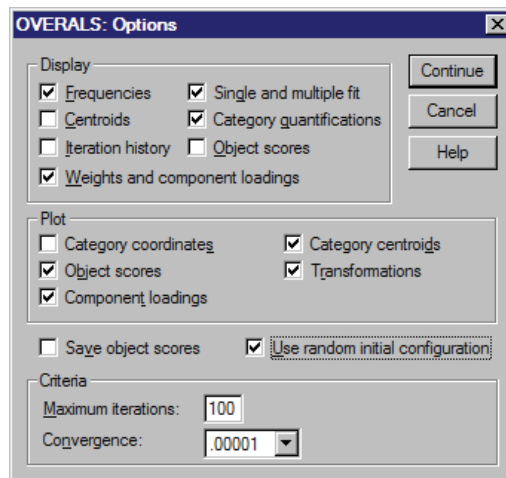 OVERALS: Options
Display
Frequencies Single and multiple fit
Centroids Category quantifications
Iteration history Object scores
Weights and component loadings
Continue
Cancel
Help
Plot
Category coordinates Category centroids
Object scores Transformations
Component loadings
Save object scores Use random initial configuration
Criteria
Maximum iterations: 100
Convergence: .00001